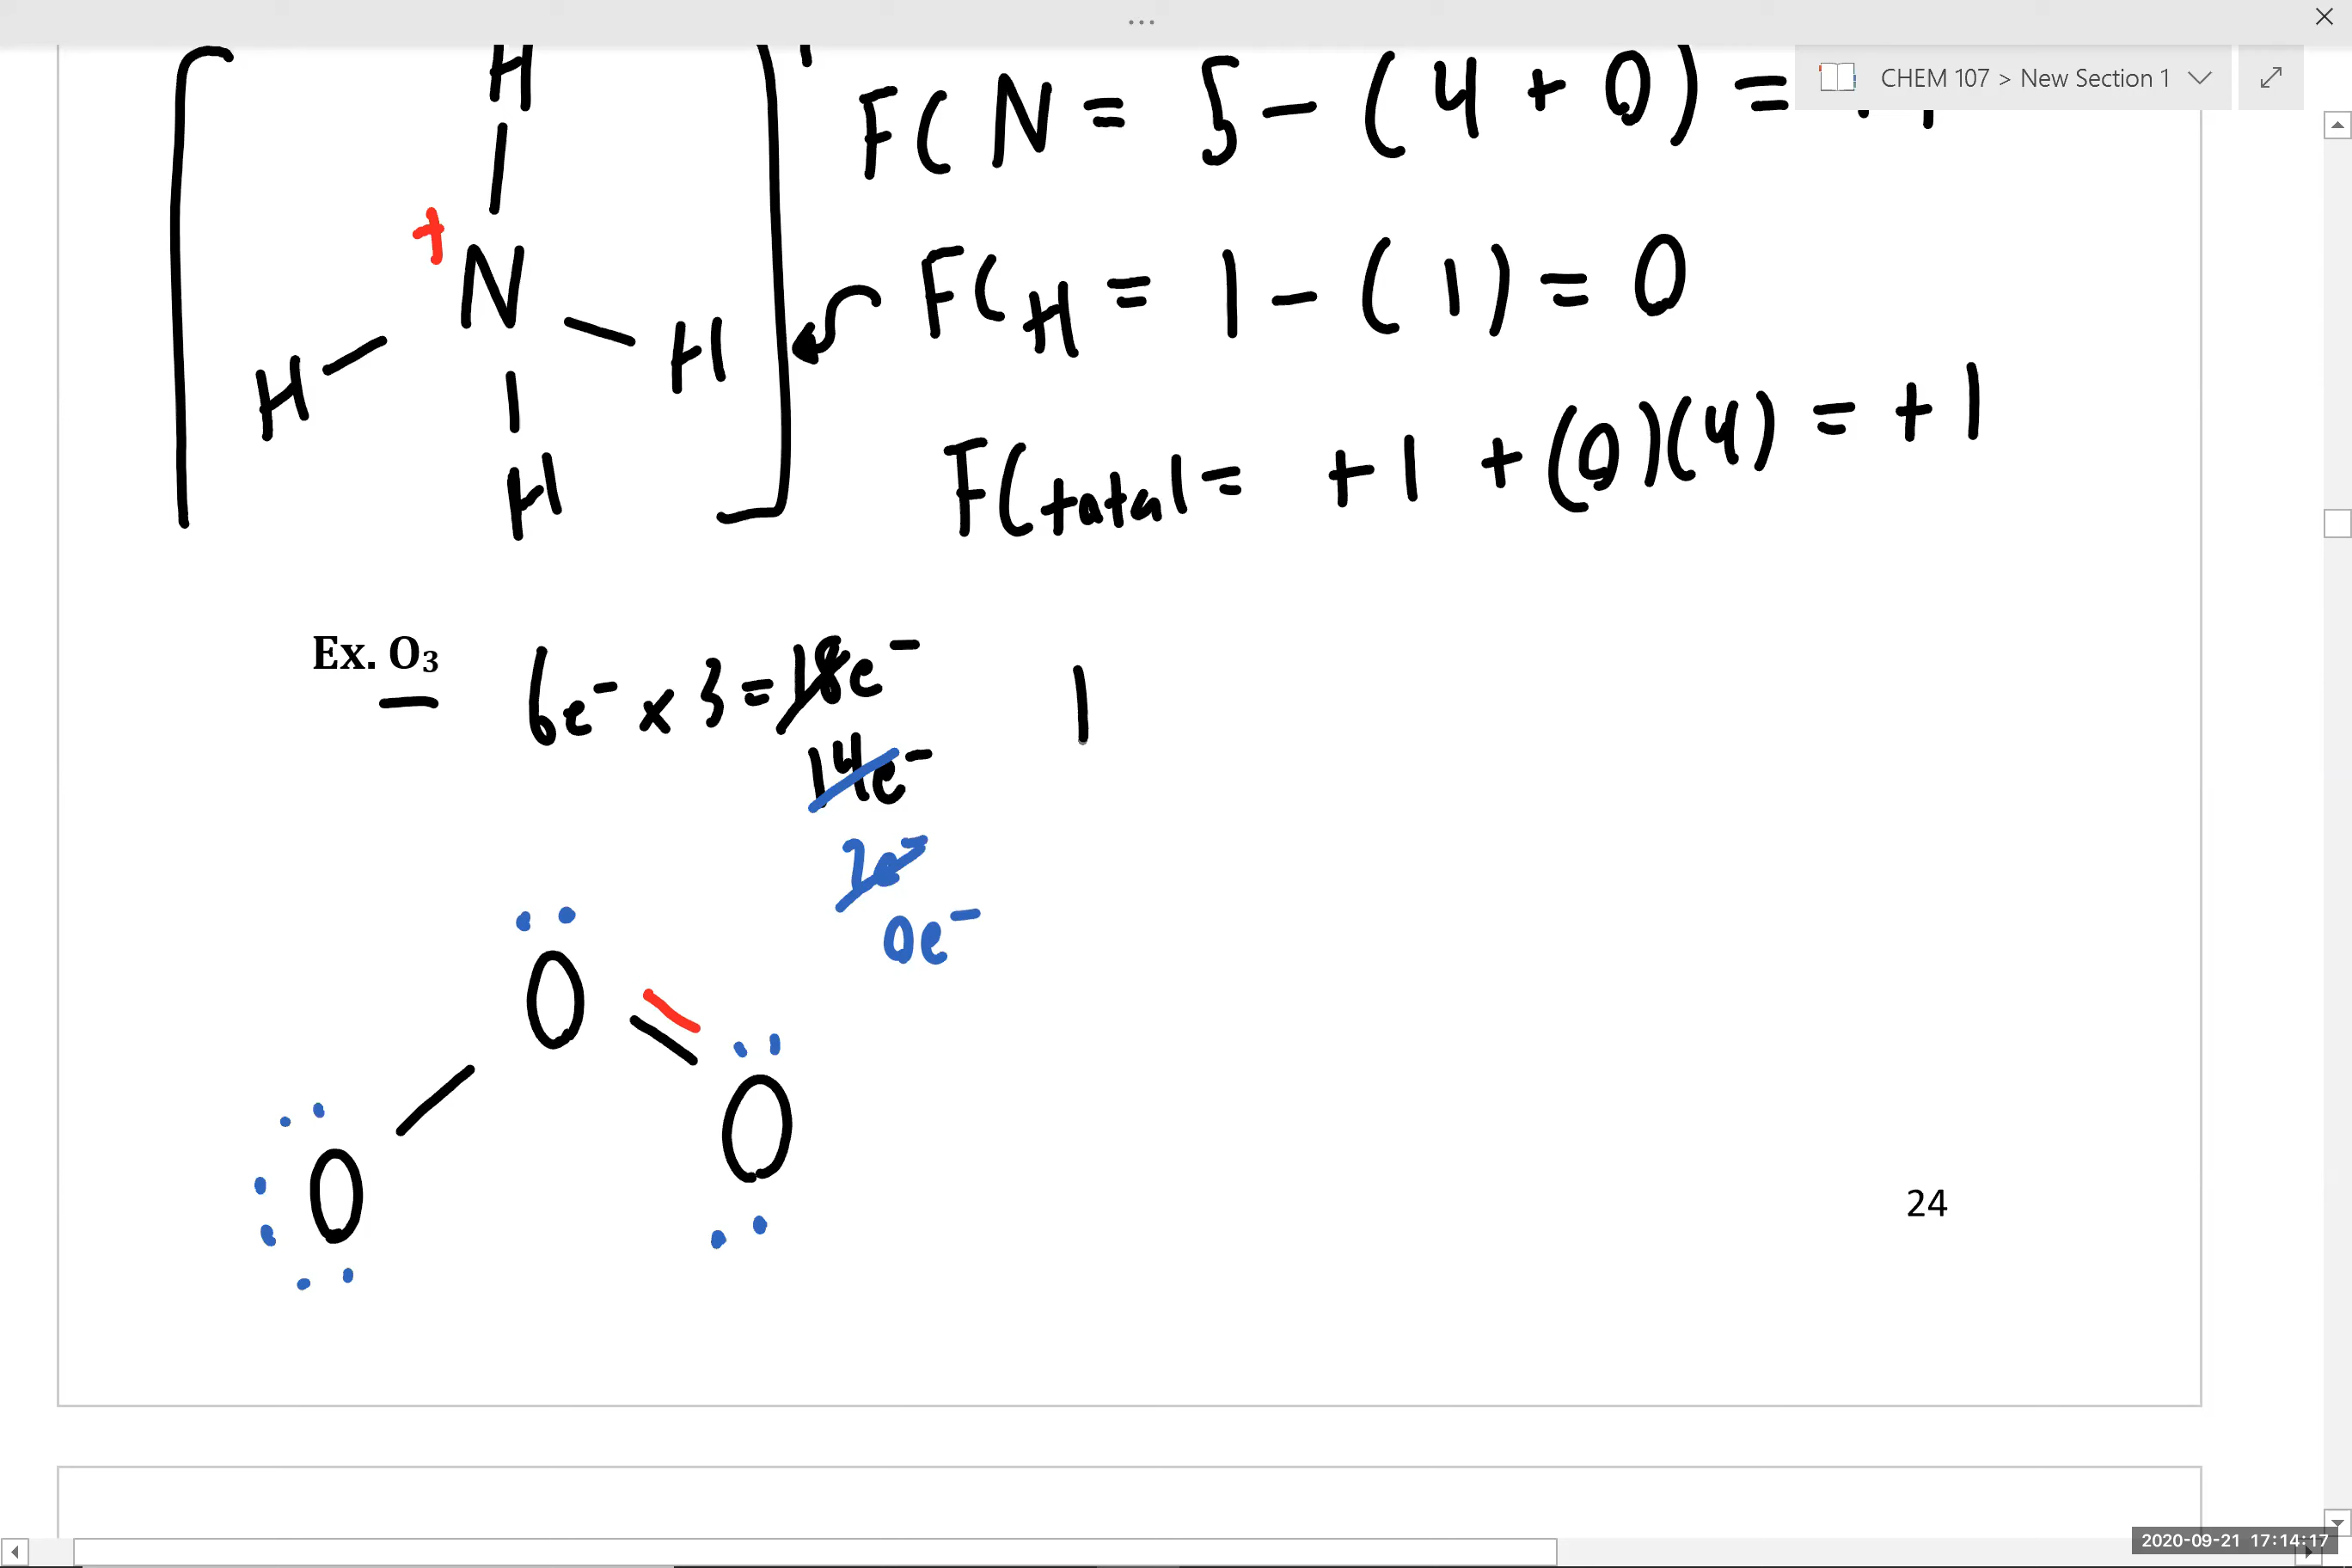 ...
CHEM 107 > New Section 1
H
FC N = 5 - (4 + 0) =
+
N
H
H
H
FC H = 1 - (1) = 0
FC total = +1 + (0)(4) = +1
Ex. O₃
6e⁻ x 3 = 18e⁻
14e⁻
2e⁻
0e⁻
O
O
O
24
2020-09-21 17:14:17